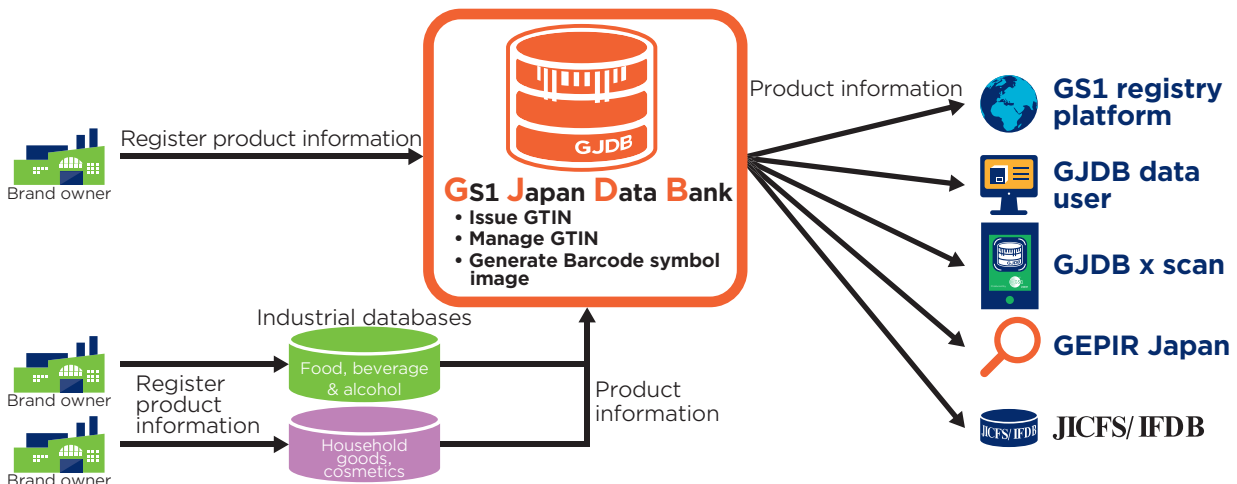 Register product information
Brand owner
GJDB
GS1 Japan Data Bank
• Issue GTIN
• Manage GTIN
• Generate Barcode symbol
image
Product information
GS1 registry
platform
GJDB data
user
GJDB x scan
GEPIR Japan
JICFS/IFDB
JICFS/IFDB
Industrial databases
Food, beverage
& alcohol
Brand owner
Register
product
information
Household
goods,
cosmetics
Brand owner
Product
information